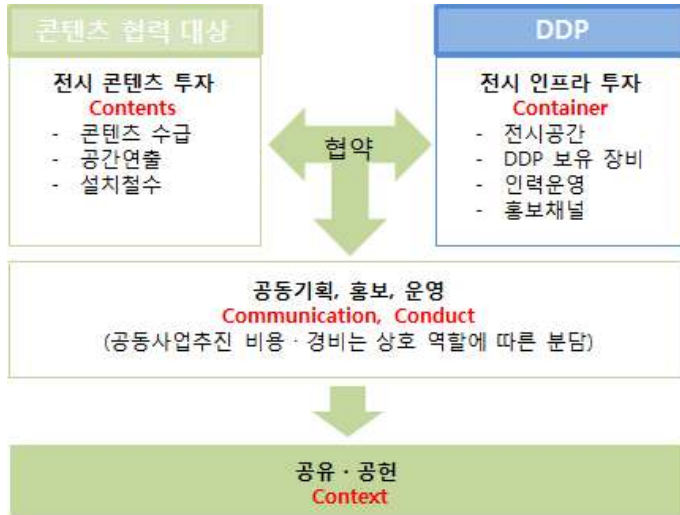 콘텐츠 협력 대상
전시 콘텐츠 투자
Contents
- 콘텐츠 수급
- 공간연출
- 설치철수
협약
DDP
전시 인프라 투자
Container
- 전시공간
- DDP 보유 장비
- 인력운영
- 홍보채널
공동기획, 홍보, 운영
Communication, Conduct
(공동사업추진 비용 · 경비는 상호 역할에 따른 분담)
공유 · 공헌
Context